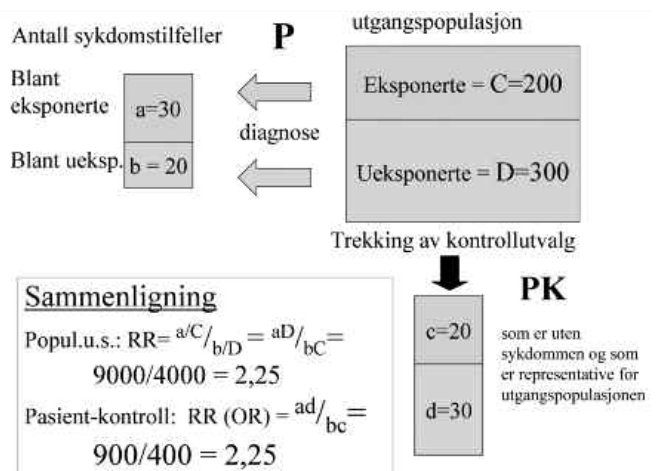 Antall sykdomstilfeller
P
utgangspopulasjon
Blant
eksponerte
a=30
Blant ueksp.
b = 20
diagnose
Eksponerte = C=200
Ueksponerte = D=300
Trekking av kontrollutvalg
PK
c=20
d=30
som er uten
sykdommen og som
er representative for
utgangspopulasjonen
Sammenligning
Popul.u.s.: RR= a/C/b/D = aD/bC=
9000/4000 = 2,25
Pasient-kontroll: RR (OR) = ad/bc=
900/400 = 2,25